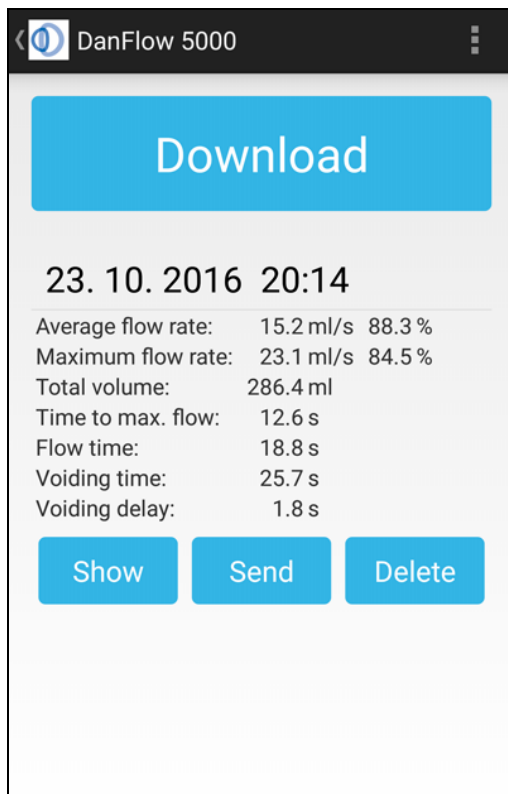 DanFlow 5000
Download
23. 10. 2016 20:14
Average flow rate: 15.2 ml/s 88.3 %
Maximum flow rate: 23.1 ml/s 84.5 %
Total volume: 286.4 ml
Time to max. flow: 12.6 s
Flow time: 18.8 s
Voiding time: 25.7 s
Voiding delay: 1.8 s
Show Send Delete